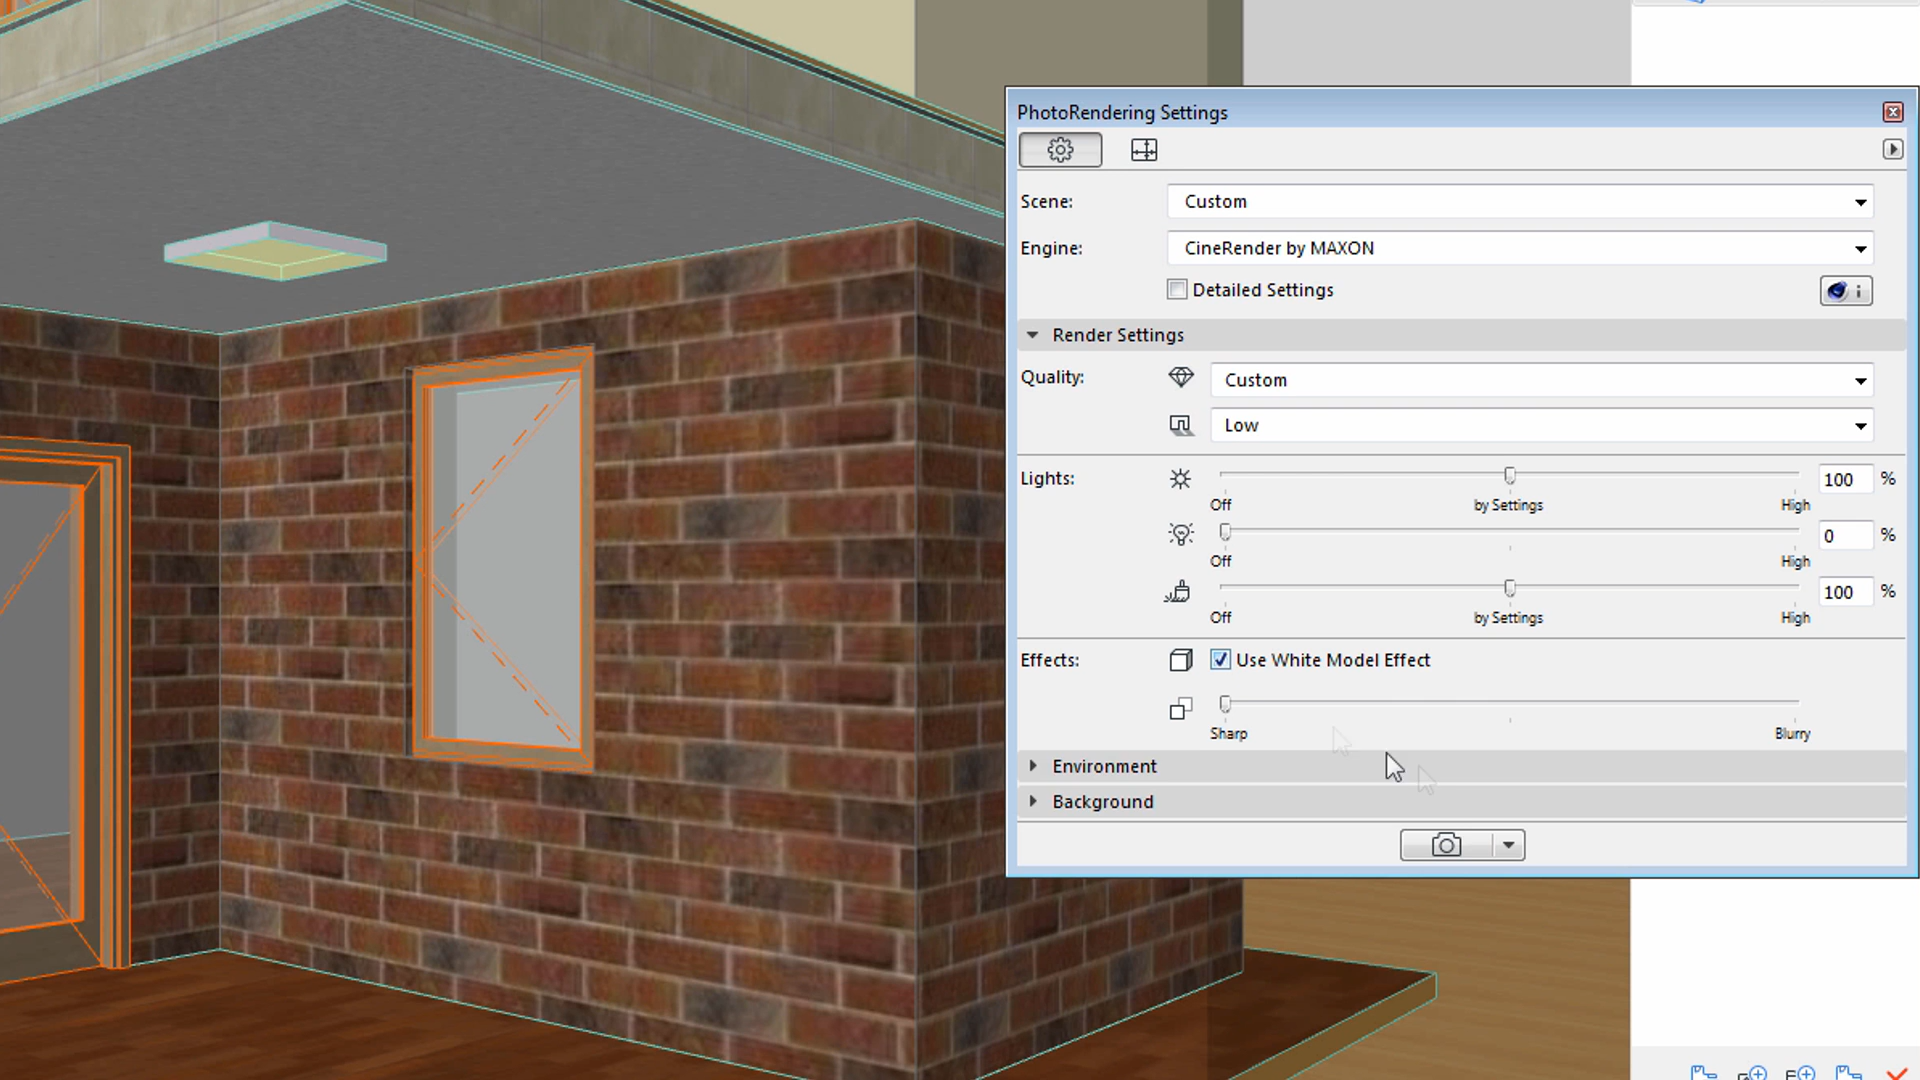 PhotoRendering Settings
Scene: Custom
Engine: CineRender by MAXON
Detailed Settings
i
Render Settings
Quality: Custom
Low
Lights: 100 %
Off by Settings High
0 %
Off High
100 %
Off by Settings High
Effects: Use White Model Effect
Sharp Blurry
Environment
Background